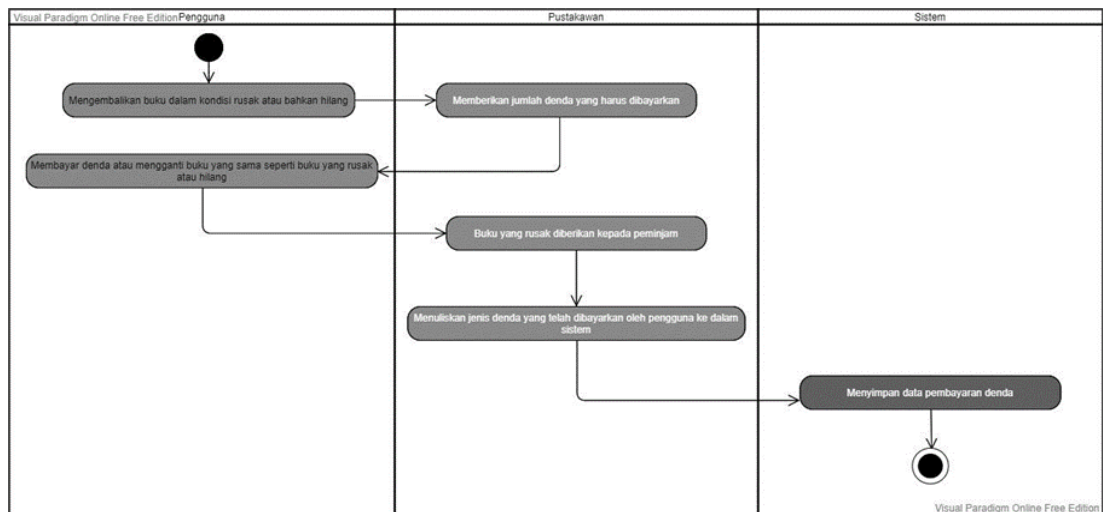 Visual Paradigm Online Free Edition
Pengguna
Pustakawan
Sistem
Mengembalikan buku dalam kondisi rusak atau bahkan hilang
Memberikan jumlah denda yang harus dibayarkan
Membayar denda atau mengganti buku yang sama seperti buku yang rusak
atau hilang
Buku yang rusak diberikan kepada peminjam
Menuliskan jenis denda yang telah dibayarkan oleh pengguna ke dalam
sistem
Menyimpan data pembayaran denda
Visual Paradigm Online Free Edition